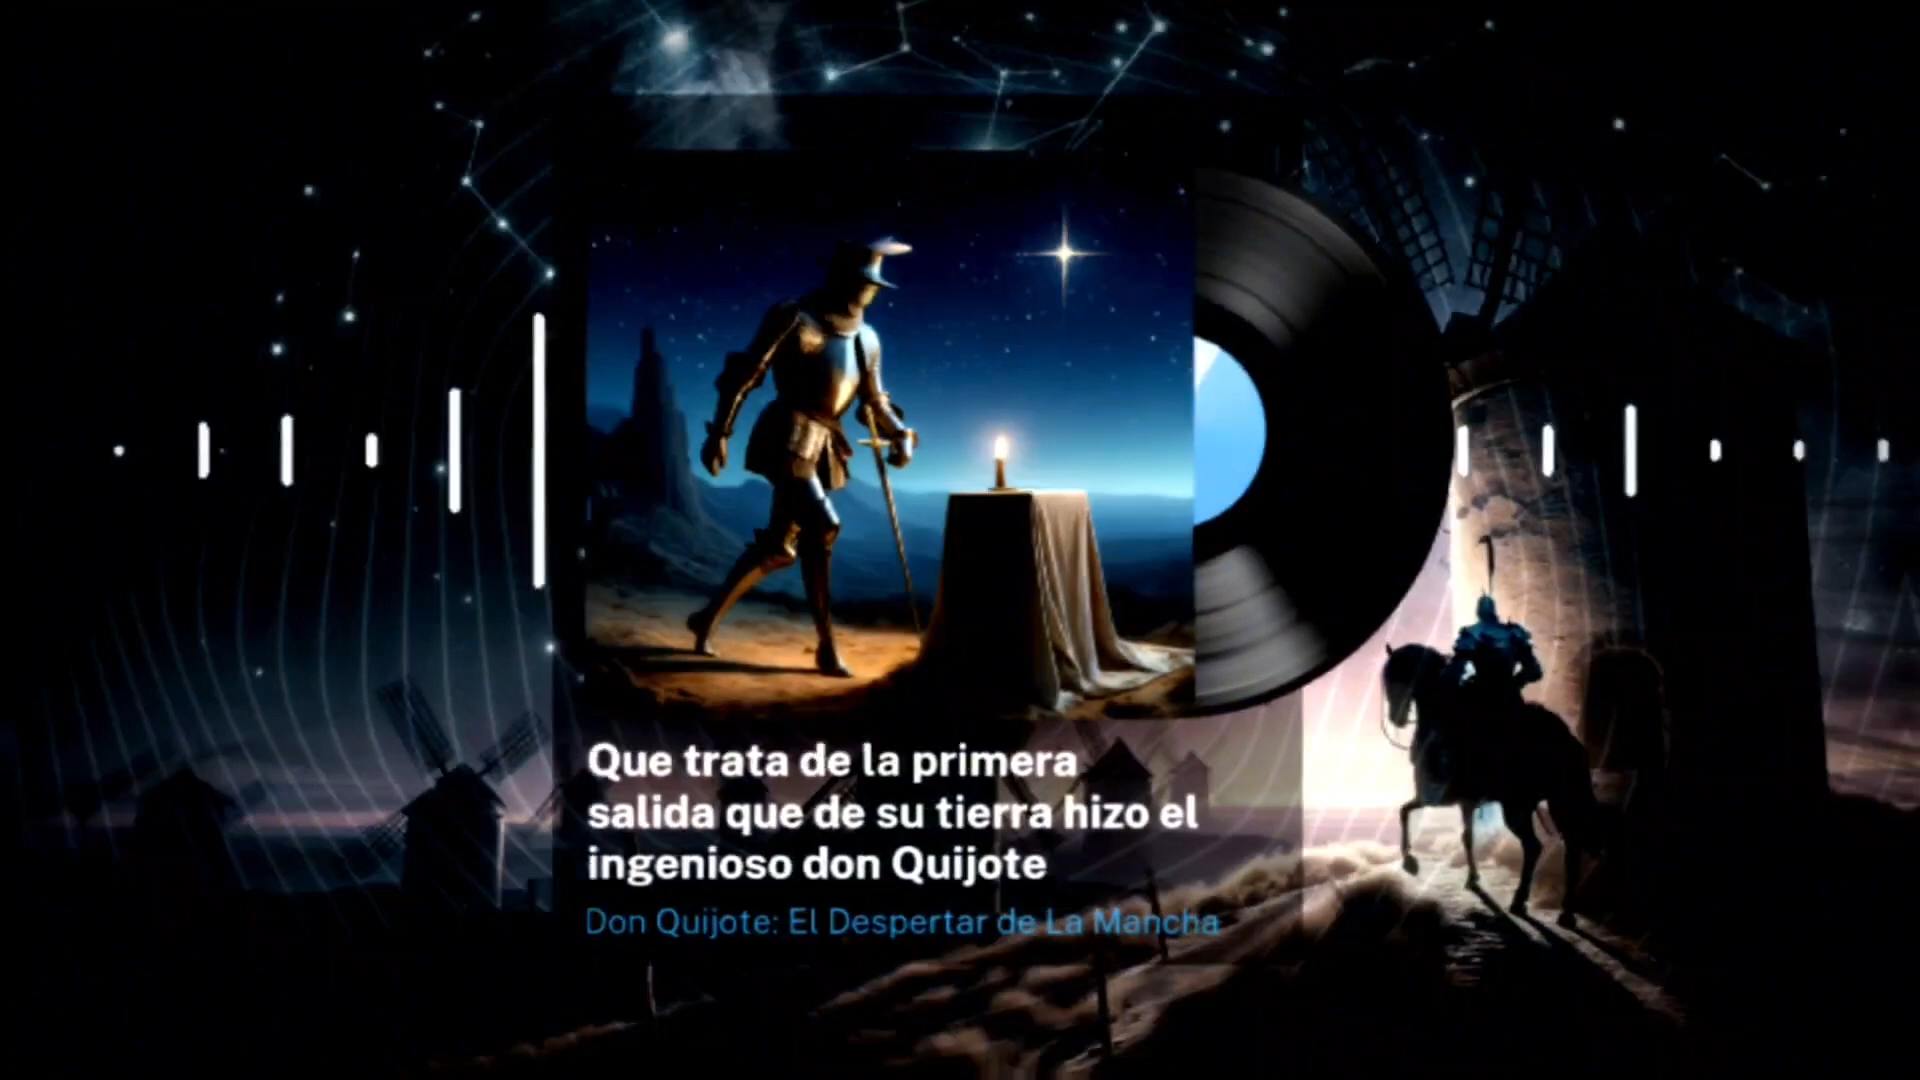 Que trata de la primera
salida que de su tierra hizo el
ingenioso don Quijote
Don Quijote: El Despertar de La Mancha